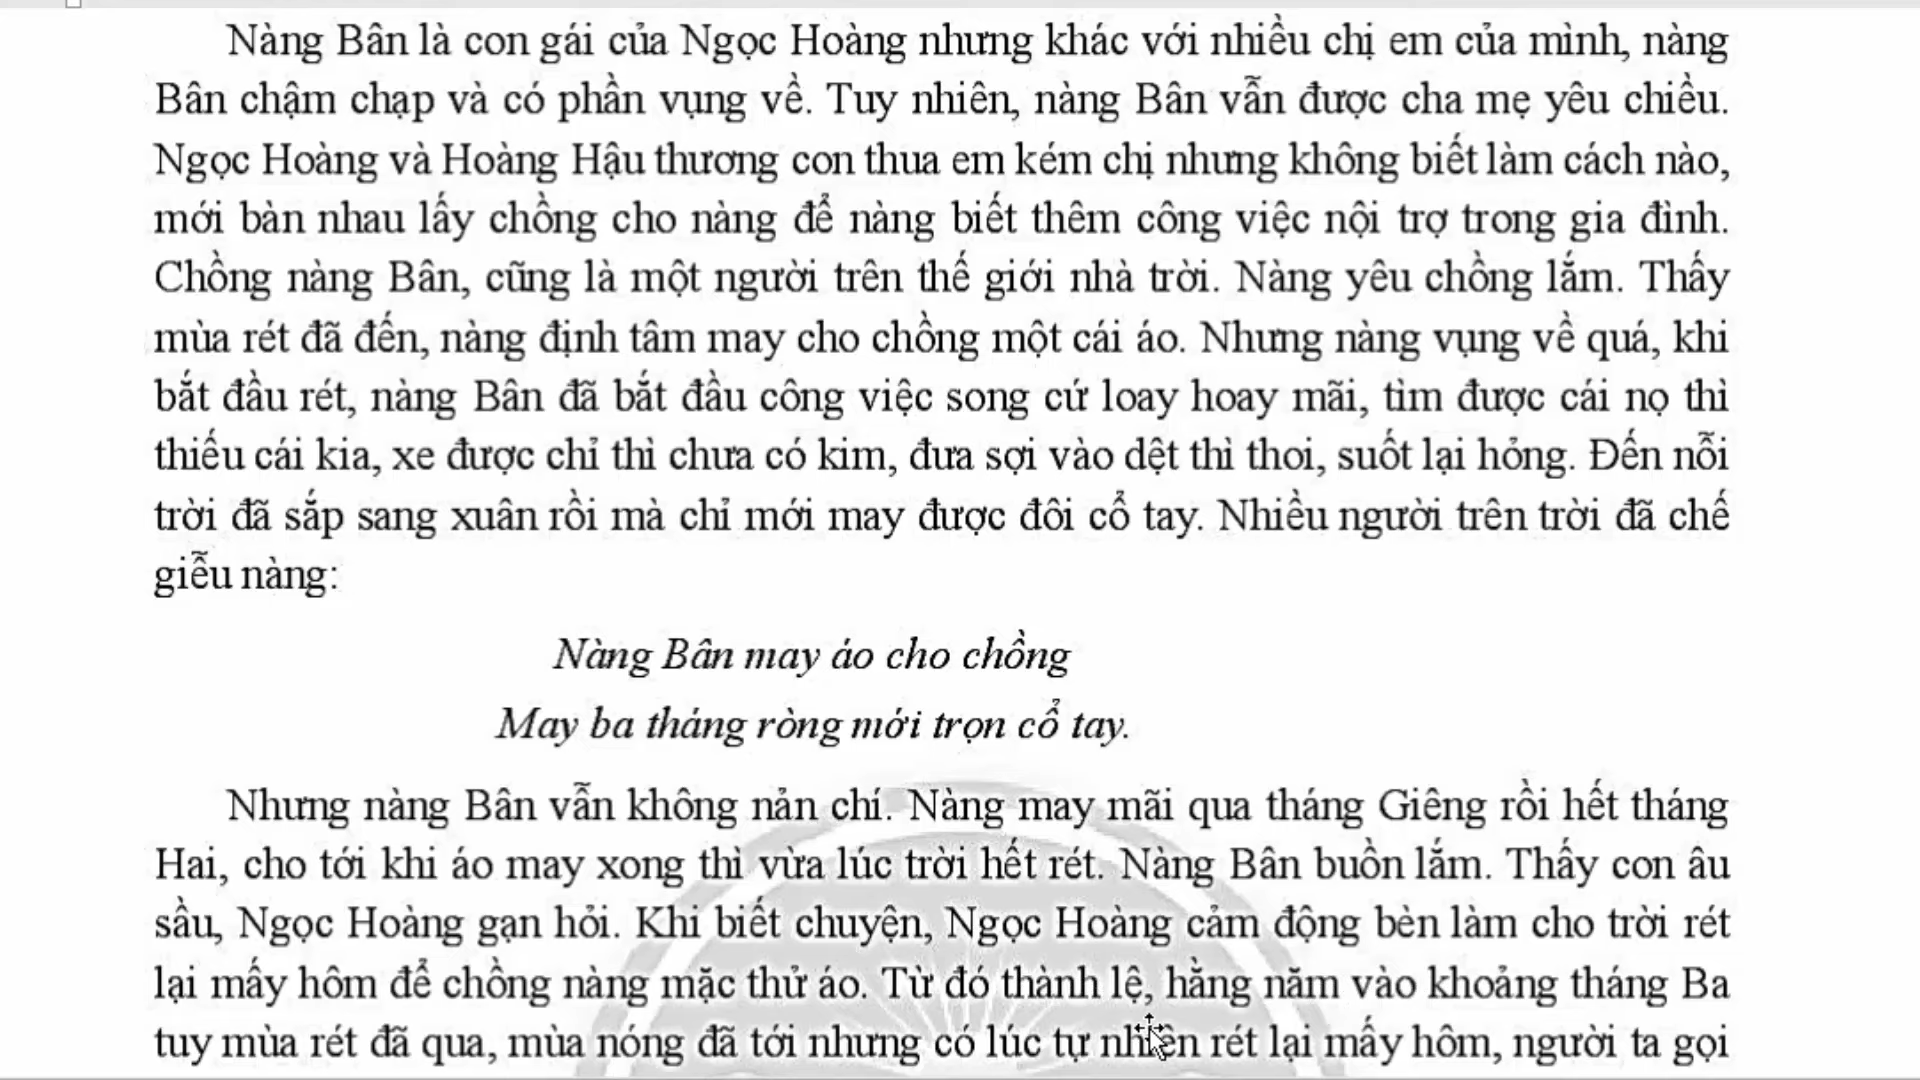 Nàng Bân là con gái của Ngọc Hoàng nhưng khác với nhiều chị em của mình, nàng
Bân chậm chạp và có phần vụng về. Tuy nhiên, nàng Bân vẫn được cha mẹ yêu chiều.
Ngọc Hoàng và Hoàng Hậu thương con thua em kém chị nhưng không biết làm cách nào,
mới bàn nhau lấy chồng cho nàng để nàng biết thêm công việc nội trợ trong gia đình.
Chồng nàng Bân, cũng là một người trên thế giới nhà trời. Nàng yêu chồng lắm. Thấy
mùa rét đã đến, nàng định tâm may cho chồng một cái áo. Nhưng nàng vụng về quá, khi
bắt đầu rét, nàng Bân đã bắt đầu công việc song cứ loay hoay mãi, tìm được cái nọ thì
thiếu cái kia, xe được chỉ thì chưa có kim, đưa sợi vào dệt thì thoi, suốt lại hỏng. Đến nỗi
trời đã sắp sang xuân rồi mà chỉ mới may được đôi cổ tay. Nhiều người trên trời đã chế
giễu nàng:
Nàng Bân may áo cho chồng
May ba tháng ròng mới trọn cổ tay.
Nhưng nàng Bân vẫn không nản chí. Nàng may mãi qua tháng Giêng rồi hết tháng
Hai, cho tới khi áo may xong thì vừa lúc trời hết rét. Nàng Bân buồn lắm. Thấy con âu
sầu, Ngọc Hoàng gạn hỏi. Khi biết chuyện, Ngọc Hoàng cảm động bèn làm cho trời rét
lại mấy hôm để chồng nàng mặc thử áo. Từ đó thành lệ, hằng năm vào khoảng tháng Ba
tuy mùa rét đã qua, mùa nóng đã tới nhưng có lúc tự nhiên rét lại mấy hôm, người ta gọi